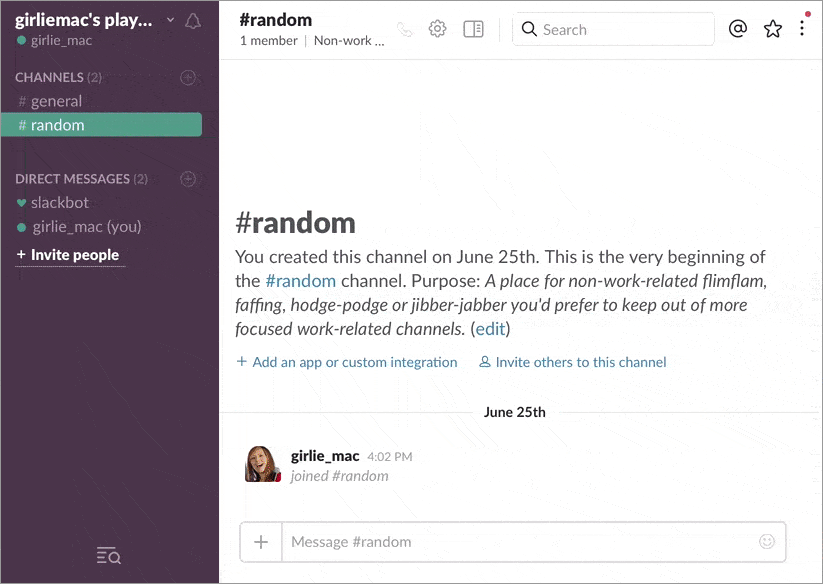 girliemac's play...
girlie_mac
CHANNELS (2)
# general
# random
DIRECT MESSAGES (2)
slackbot
girlie_mac (you)
+ Invite people
#random
1 member | Non-work ...
Search
#random
You created this channel on June 25th. This is the very beginning of
the #random channel. Purpose: A place for non-work-related flimflam,
faffing, hodge-podge or jibber-jabber you'd prefer to keep out of more
focused work-related channels. (edit)
+ Add an app or custom integration
Invite others to this channel
June 25th
girlie_mac 4:02 PM
joined #random
+ Message #random